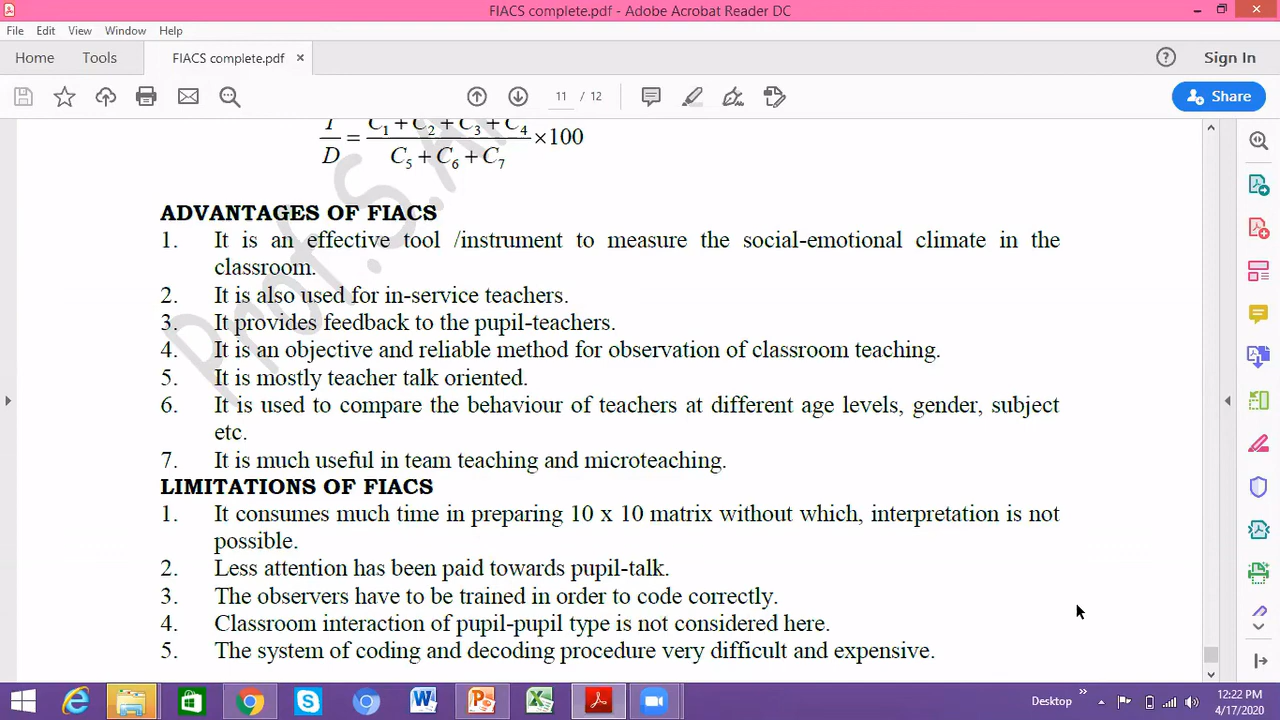 FIACS complete.pdf - Adobe Acrobat Reader DC
File Edit View Window Help
Home Tools FIACS complete.pdf × Sign In
11 / 12 Share
I/D = (C1 + C2 + C3 + C4)/(C5 + C6 + C7) ×100
Prof.S.A
ADVANTAGES OF FIACS
1. It is an effective tool /instrument to measure the social-emotional climate in the
classroom.
2. It is also used for in-service teachers.
3. It provides feedback to the pupil-teachers.
4. It is an objective and reliable method for observation of classroom teaching.
5. It is mostly teacher talk oriented.
6. It is used to compare the behaviour of teachers at different age levels, gender, subject
etc.
7. It is much useful in team teaching and microteaching.
LIMITATIONS OF FIACS
1. It consumes much time in preparing 10 x 10 matrix without which, interpretation is not
possible.
2. Less attention has been paid towards pupil-talk.
3. The observers have to be trained in order to code correctly.
4. Classroom interaction of pupil-pupil type is not considered here.
5. The system of coding and decoding procedure very difficult and expensive.
Desktop
12:22 PM
4/17/2020